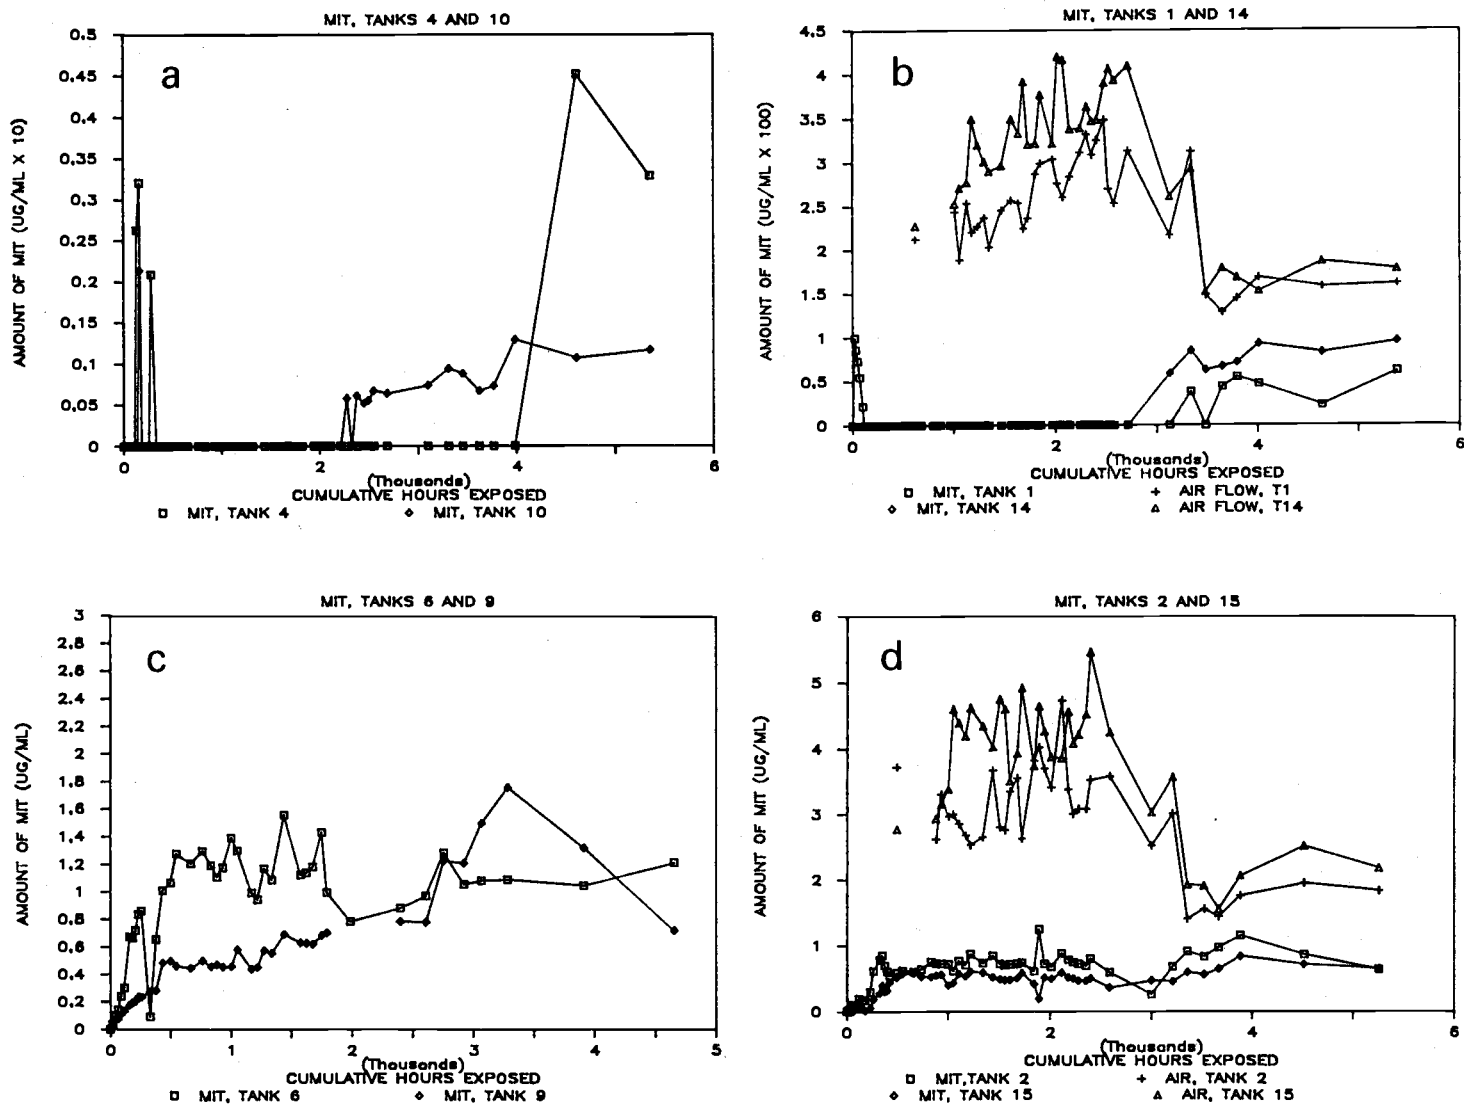 MIT, TANKS 4 AND 10
a
AMOUNT OF MIT (UG/ML X 10)
0.5
0.45
0.4
0.35
0.3
0.25
0.2
0.15
0.1
0.05
0
0 2 4 6
(Thousands)
CUMULATIVE HOURS EXPOSED
MIT, TANK 4 MIT, TANK 10
MIT, TANKS 1 AND 14
b
AMOUNT OF MIT (UG/ML X 100)
4.5
4
3.5
3
2.5
2
1.5
1
0.5
0
0 2 4 6
(Thousands)
CUMULATIVE HOURS EXPOSED
MIT, TANK 1 AIR FLOW, T1
MIT, TANK 14 AIR FLOW, T14
MIT, TANKS 6 AND 9
c
AMOUNT OF MIT (UG/ML)
3
2.8
2.6
2.4
2.2
2
1.8
1.6
1.4
1.2
1
0.8
0.6
0.4
0.2
0
0 1 2 3 4 5
(Thousands)
CUMULATIVE HOURS EXPOSED
MIT, TANK 6 MIT, TANK 9
MIT, TANKS 2 AND 15
d
AMOUNT OF MIT (UG/ML)
6
5
4
3
2
1
0
0 2 4 6
(Thousands)
CUMULATIVE HOURS EXPOSED
MIT,TANK 2 AIR, TANK 2
MIT, TANK 15 AIR, TANK 15